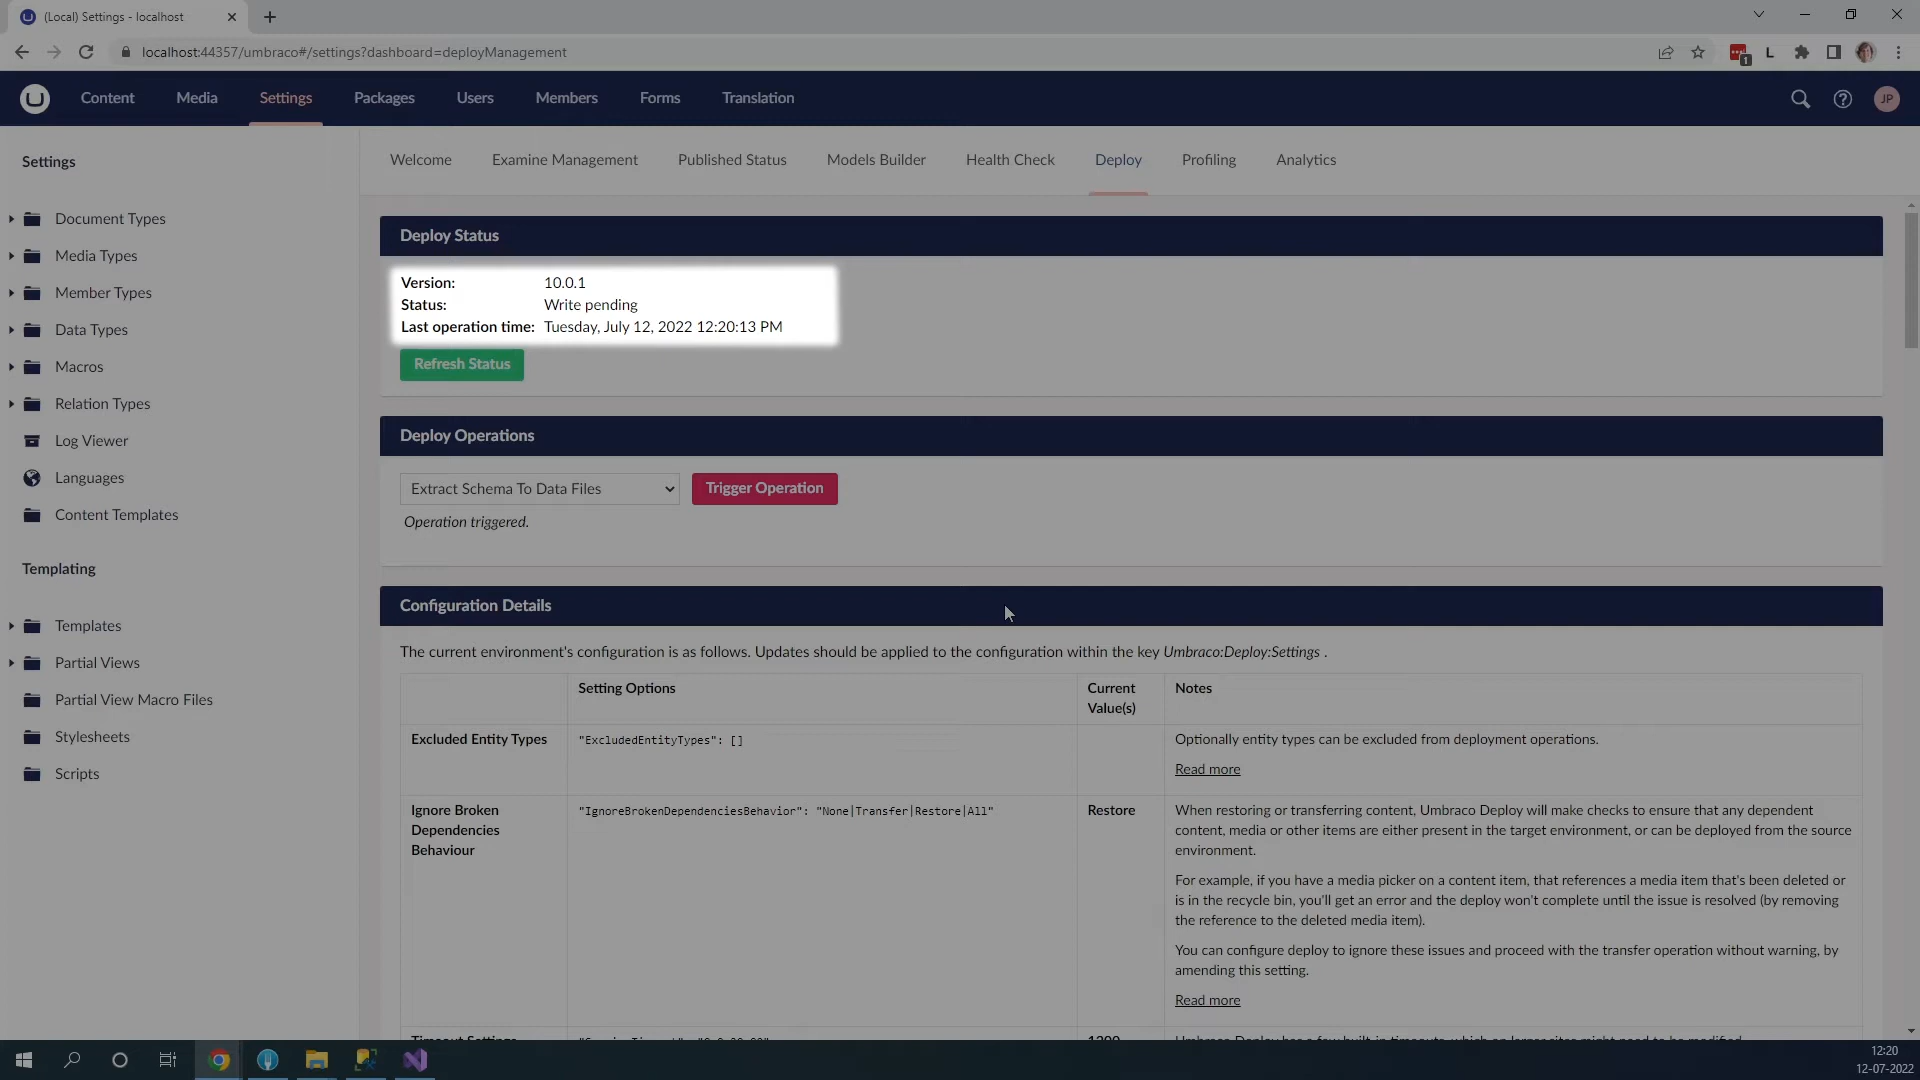 (Local) Settings - localhost
localhost:44357/umbraco#/settings?dashboard=deployManagement
1
L
Content Media Settings Packages Users Members Forms Translation
JP
Settings
Welcome Examine Management Published Status Models Builder Health Check Deploy Profiling Analytics
Document Types
Media Types
Member Types
Data Types
Macros
Relation Types
Log Viewer
Languages
Content Templates
Templating
Templates
Partial Views
Partial View Macro Files
Stylesheets
Scripts
Deploy Status
Version: 10.0.1
Status: Write pending
Last operation time: Tuesday, July 12, 2022 12:20:13 PM
Refresh Status
Deploy Operations
Extract Schema To Data Files Trigger Operation
Operation triggered.
Configuration Details
The current environment's configuration is as follows. Updates should be applied to the configuration within the key Umbraco:Deploy:Settings .
Setting Options Current Value(s) Notes
Excluded Entity Types "ExcludedEntityTypes": [] Optionally entity types can be excluded from deployment operations.
Read more
Ignore Broken Dependencies Behaviour "IgnoreBrokenDependenciesBehavior": "None|Transfer|Restore|All" Restore
When restoring or transferring content, Umbraco Deploy will make checks to ensure that any dependent
content, media or other items are either present in the target environment, or can be deployed from the source
environment.
For example, if you have a media picker on a content item, that references a media item that's been deleted or
is in the recycle bin, you'll get an error and the deploy won't complete until the issue is resolved (by removing
the reference to the deleted media item).
You can configure deploy to ignore these issues and proceed with the transfer operation without warning, by
amending this setting.
Read more
12:20
12-07-2022